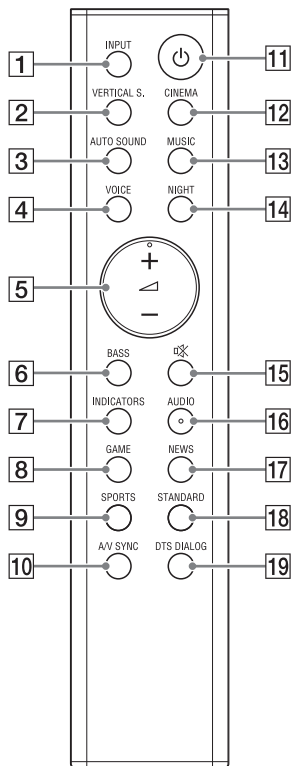 INPUT
1
11
VERTICAL S. CINEMA
2
12
AUTO SOUND MUSIC
3
13
VOICE NIGHT
4
14
+
5
−
BASS
6
15
INDICATORS AUDIO
7
16
GAME NEWS
8
17
SPORTS STANDARD
9
18
A/V SYNC DTS DIALOG
10
19